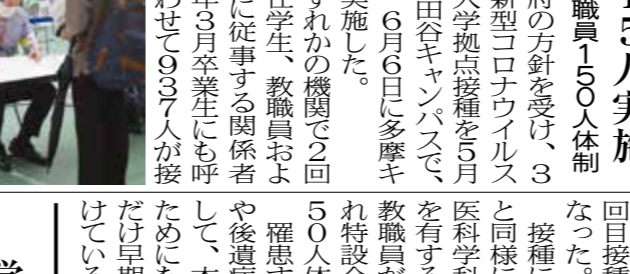 15人実施
職員150人体制
府の方針を受け、3
新型コロナウイルス
大学拠点接種を5月
田谷キャンパスで、
6月6日に多摩キ
実施した。
ずれかの機関で2回
在学生、教職員およ
に従事する関係者
年3月卒業生にも呼
わせて937人が接
回目接種
なった。
接種に
と同様に
医科学科
を有する
教職員が
れ特設会
50人体
罹患す
や後遺症
して、本
ためにな
だけ早期
けている